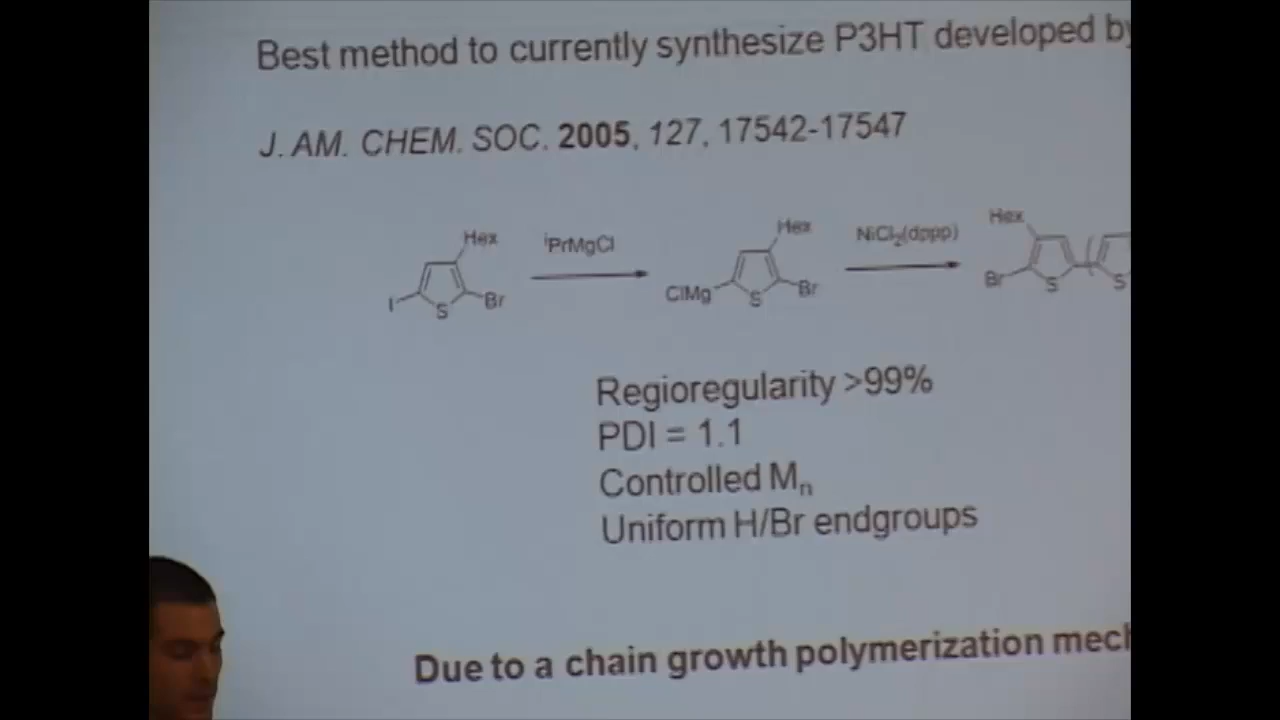 Best method to currently synthesize P3HT developed by
J. AM. CHEM. SOC. 2005, 127, 17542-17547
Hex
ⁱPrMgCl
I
S
Br
Hex
NiCl₂(dppp)
ClMg
S
Br
Hex
Br
S
S
Regioregularity >99%
PDI = 1.1
Controlled Mₙ
Uniform H/Br endgroups
Due to a chain growth polymerization mech